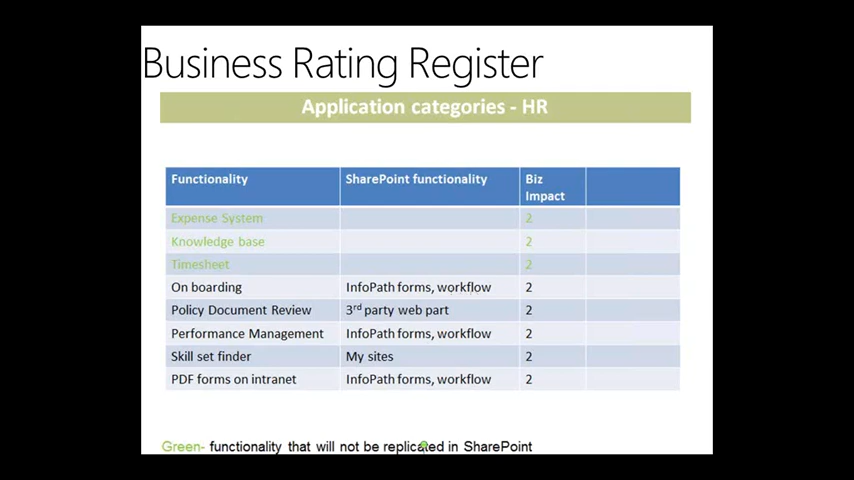 Business Rating Register
Application categories - HR
Functionality SharePoint functionality Biz Impact
Expense System 2
Knowledge base 2
Timesheet 2
On boarding InfoPath forms, workflow 2
Policy Document Review 3rd party web part 2
Performance Management InfoPath forms, workflow 2
Skill set finder My sites 2
PDF forms on intranet InfoPath forms, workflow 2
Green- functionality that will not be replicated in SharePoint